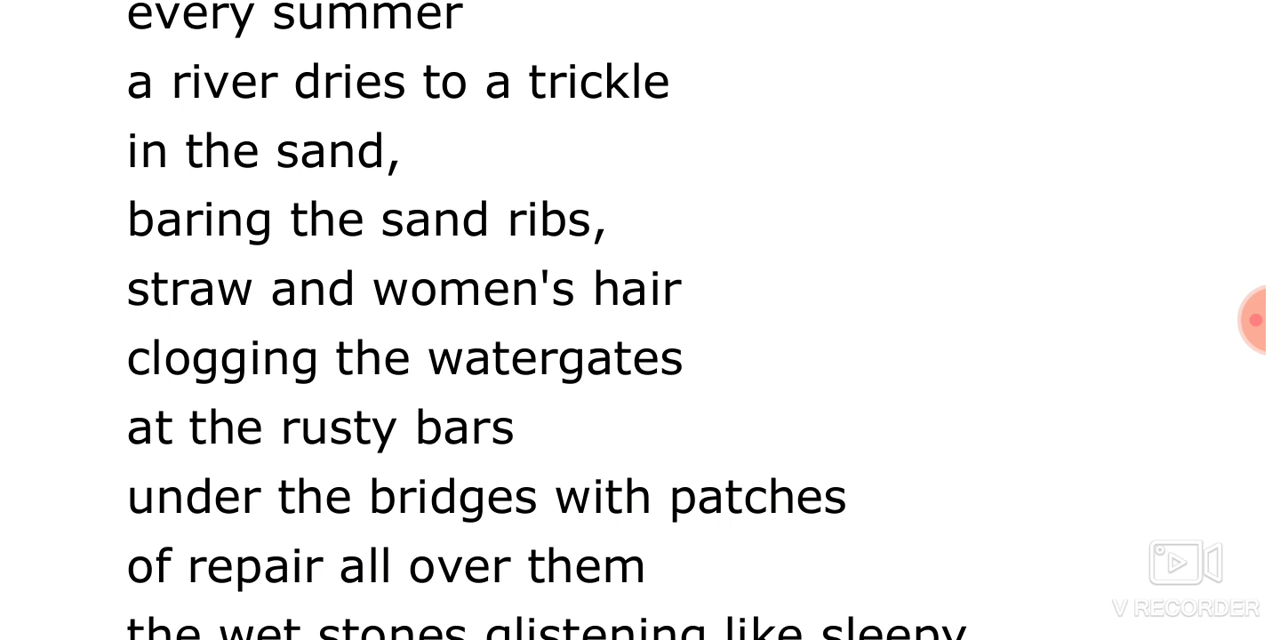 every summer
a river dries to a trickle
in the sand,
baring the sand ribs,
straw and women's hair
clogging the watergates
at the rusty bars
under the bridges with patches
of repair all over them
the wet stones glistening like sleepy
V RECORDER